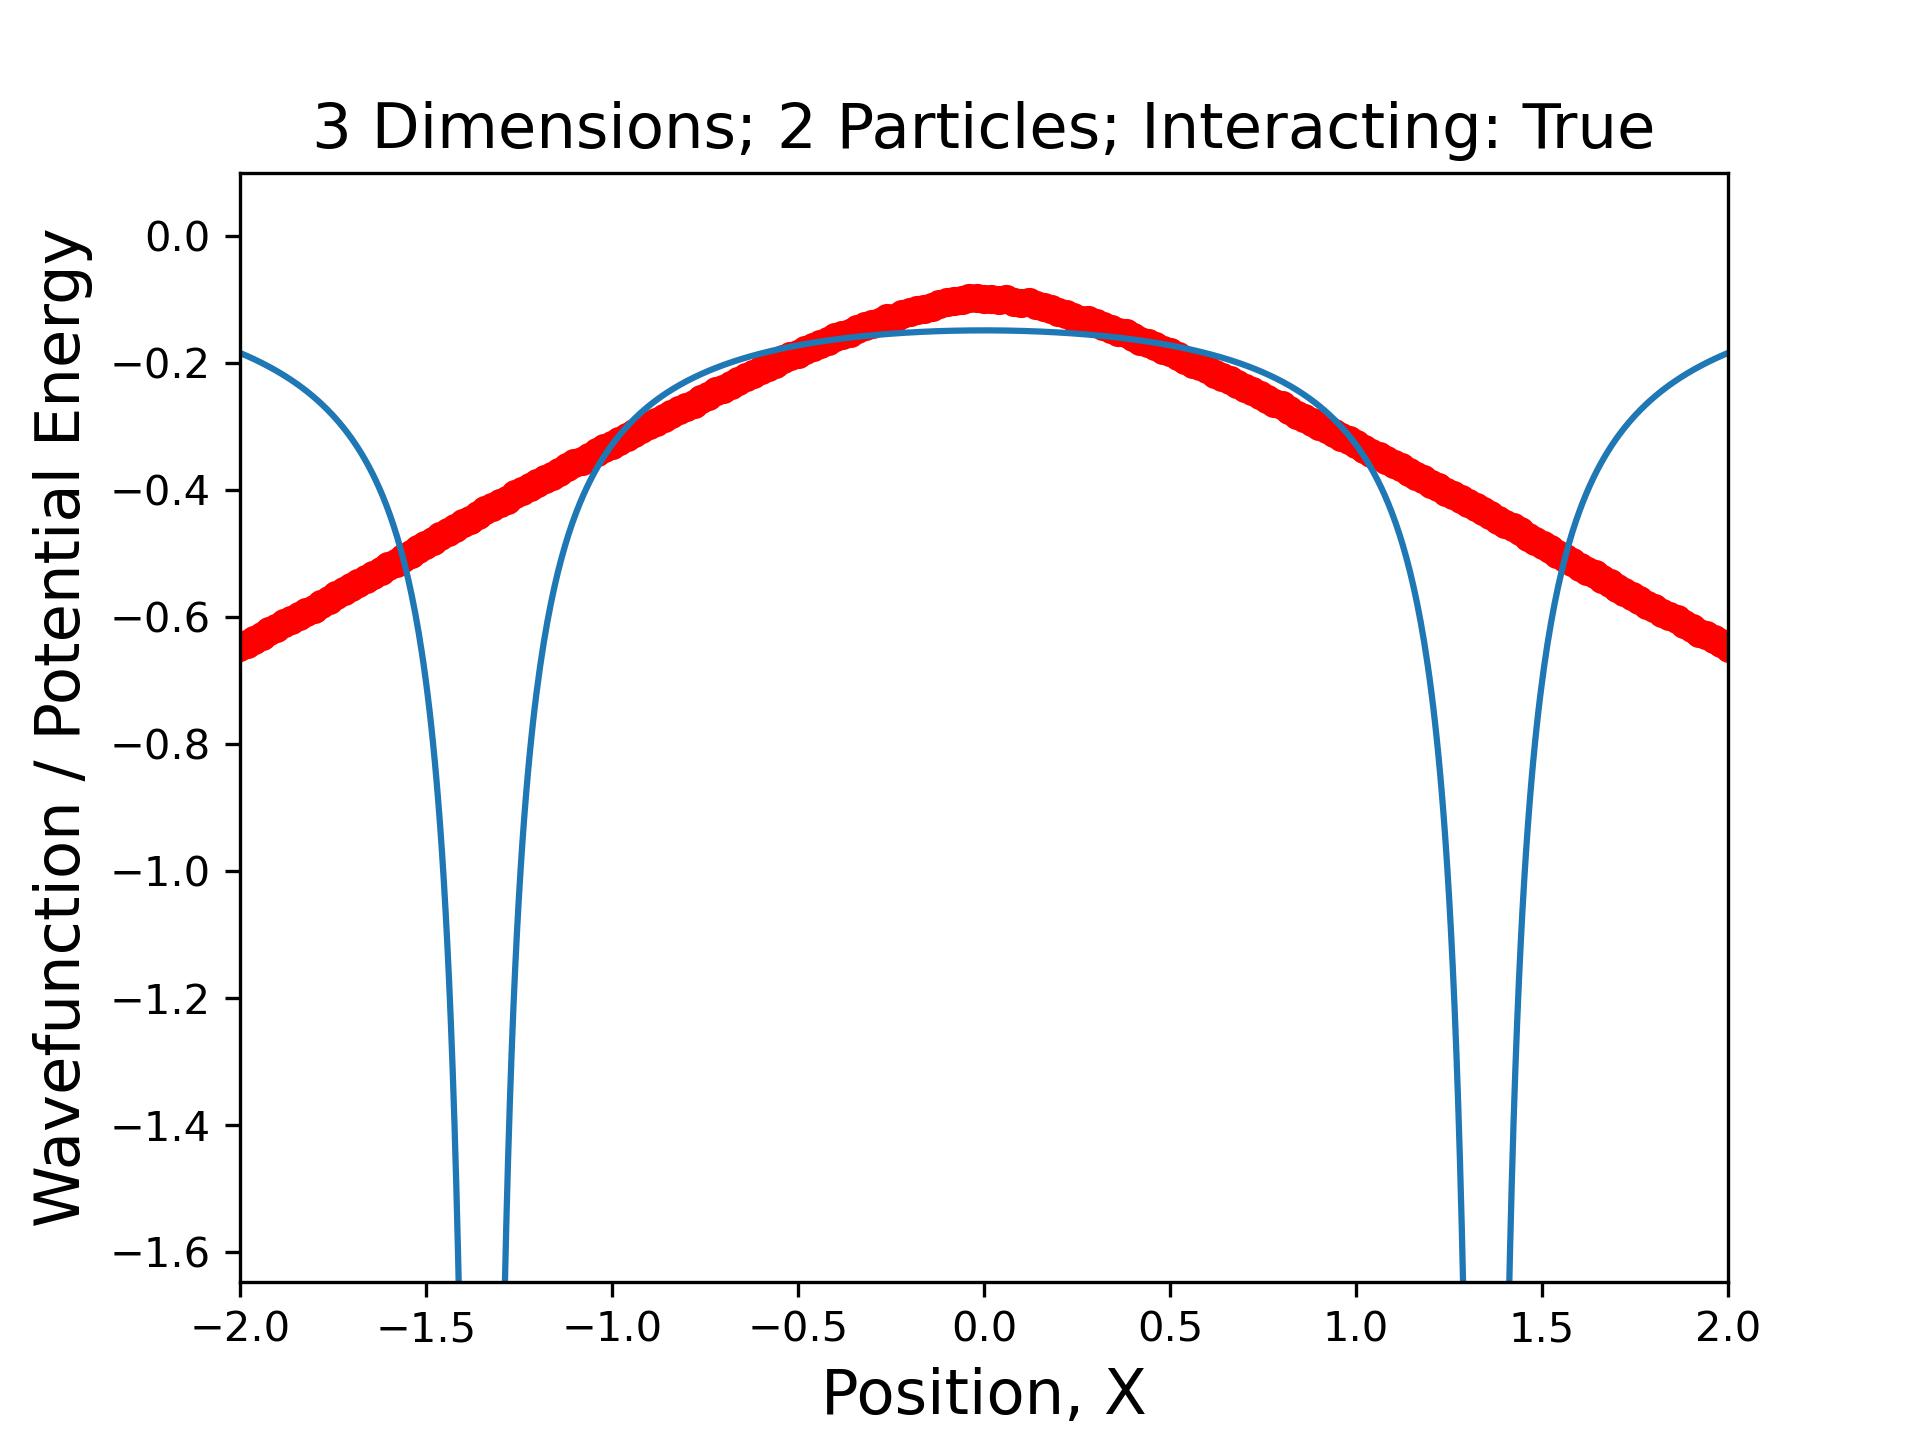 3 Dimensions; 2 Particles; Interacting: True
Wavefunction / Potential Energy
0.0
−0.2
−0.4
−0.6
−0.8
−1.0
−1.2
−1.4
−1.6
−2.0 −1.5 −1.0 −0.5 0.0 0.5 1.0 1.5 2.0
Position, X